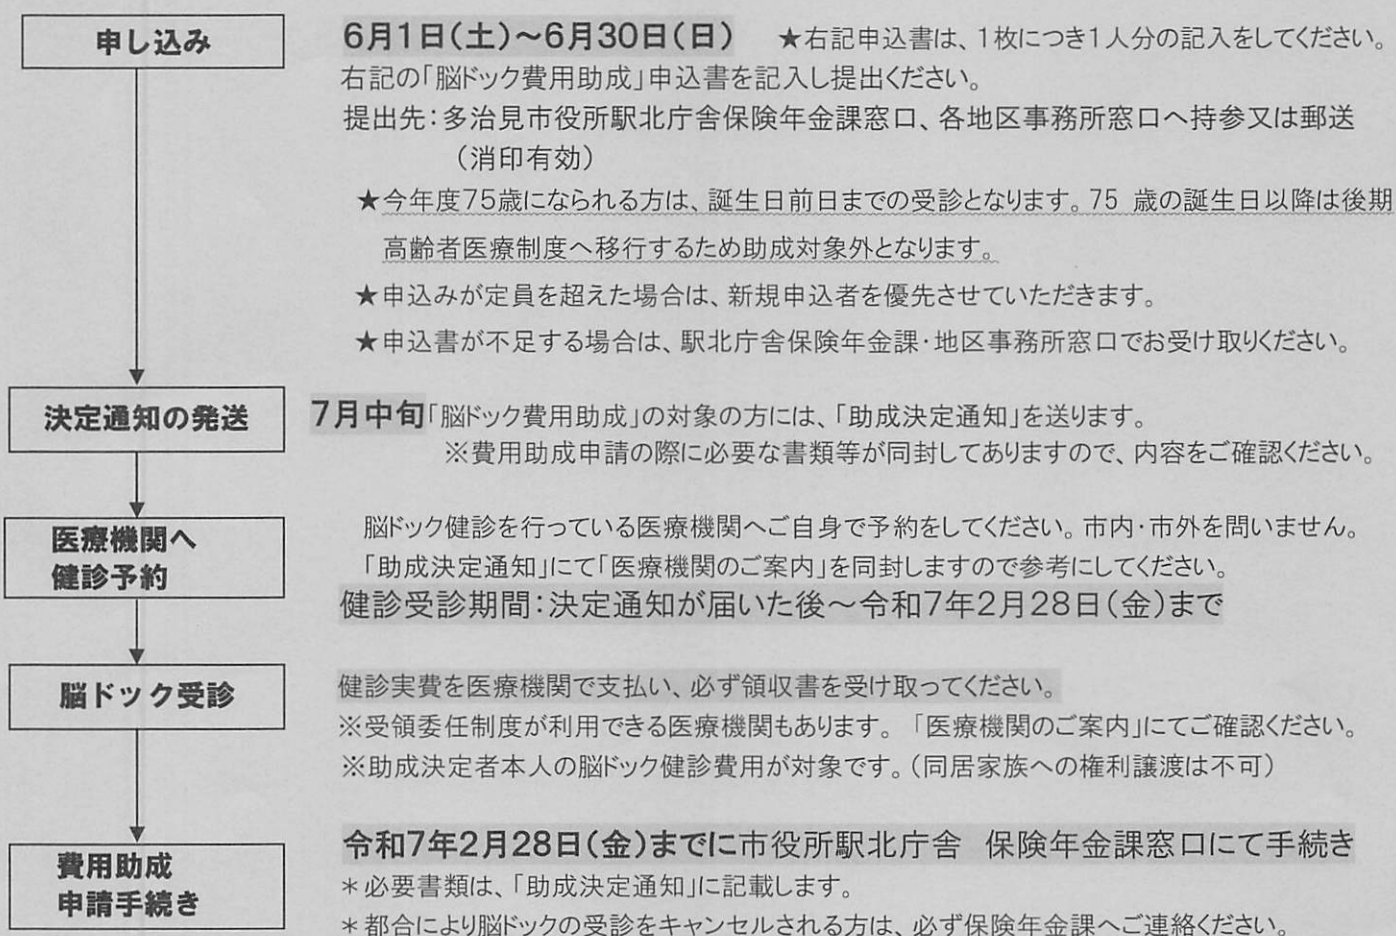 申し込み
6月1日(土)～6月30日(日)　★右記申込書は、1枚につき1人分の記入をしてください。
右記の「脳ドック費用助成」申込書を記入し提出ください。
提出先：多治見市役所駅北庁舎保険年金課窓口、各地区事務所窓口へ持参又は郵送
（消印有効）
★今年度75歳になられる方は、誕生日前日までの受診となります。75 歳の誕生日以降は後期
高齢者医療制度へ移行するため助成対象外となります。
★申込みが定員を超えた場合は、新規申込者を優先させていただきます。
★申込書が不足する場合は、駅北庁舎保険年金課・地区事務所窓口でお受け取りください。
決定通知の発送
7月中旬「脳ドック費用助成」の対象の方には、「助成決定通知」を送ります。
※費用助成申請の際に必要な書類等が同封してありますので、内容をご確認ください。
医療機関へ
健診予約
脳ドック健診を行っている医療機関へご自身で予約をしてください。市内・市外を問いません。
「助成決定通知」にて「医療機関のご案内」を同封しますので参考にしてください。
健診受診期間：決定通知が届いた後～令和7年2月28日(金)まで
脳ドック受診
健診実費を医療機関で支払い、必ず領収書を受け取ってください。
※受領委任制度が利用できる医療機関もあります。「医療機関のご案内」にてご確認ください。
※助成決定者本人の脳ドック健診費用が対象です。（同居家族への権利譲渡は不可）
費用助成
申請手続き
令和7年2月28日(金)までに市役所駅北庁舎　保険年金課窓口にて手続き
＊必要書類は、「助成決定通知」に記載します。
＊都合により脳ドックの受診をキャンセルされる方は、必ず保険年金課へご連絡ください。